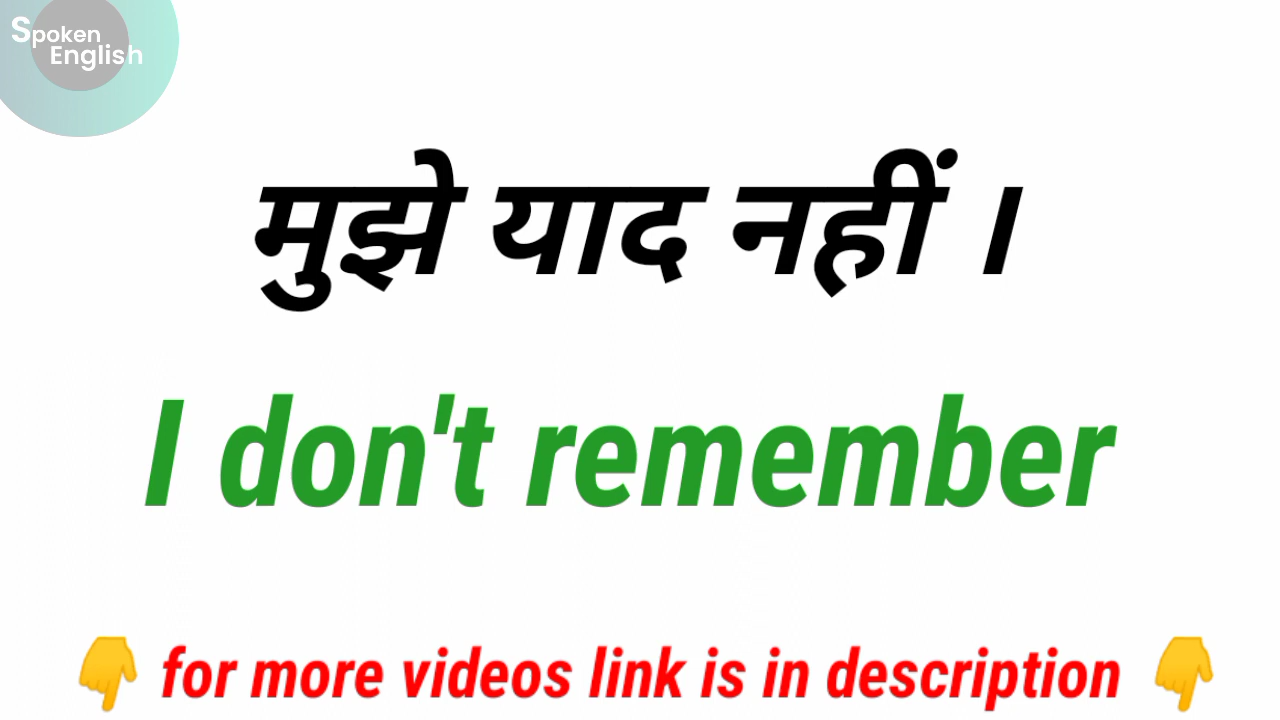 Spoken
English
मुझे याद नहीं ।
I don't remember
👇 for more videos link is in description 👇